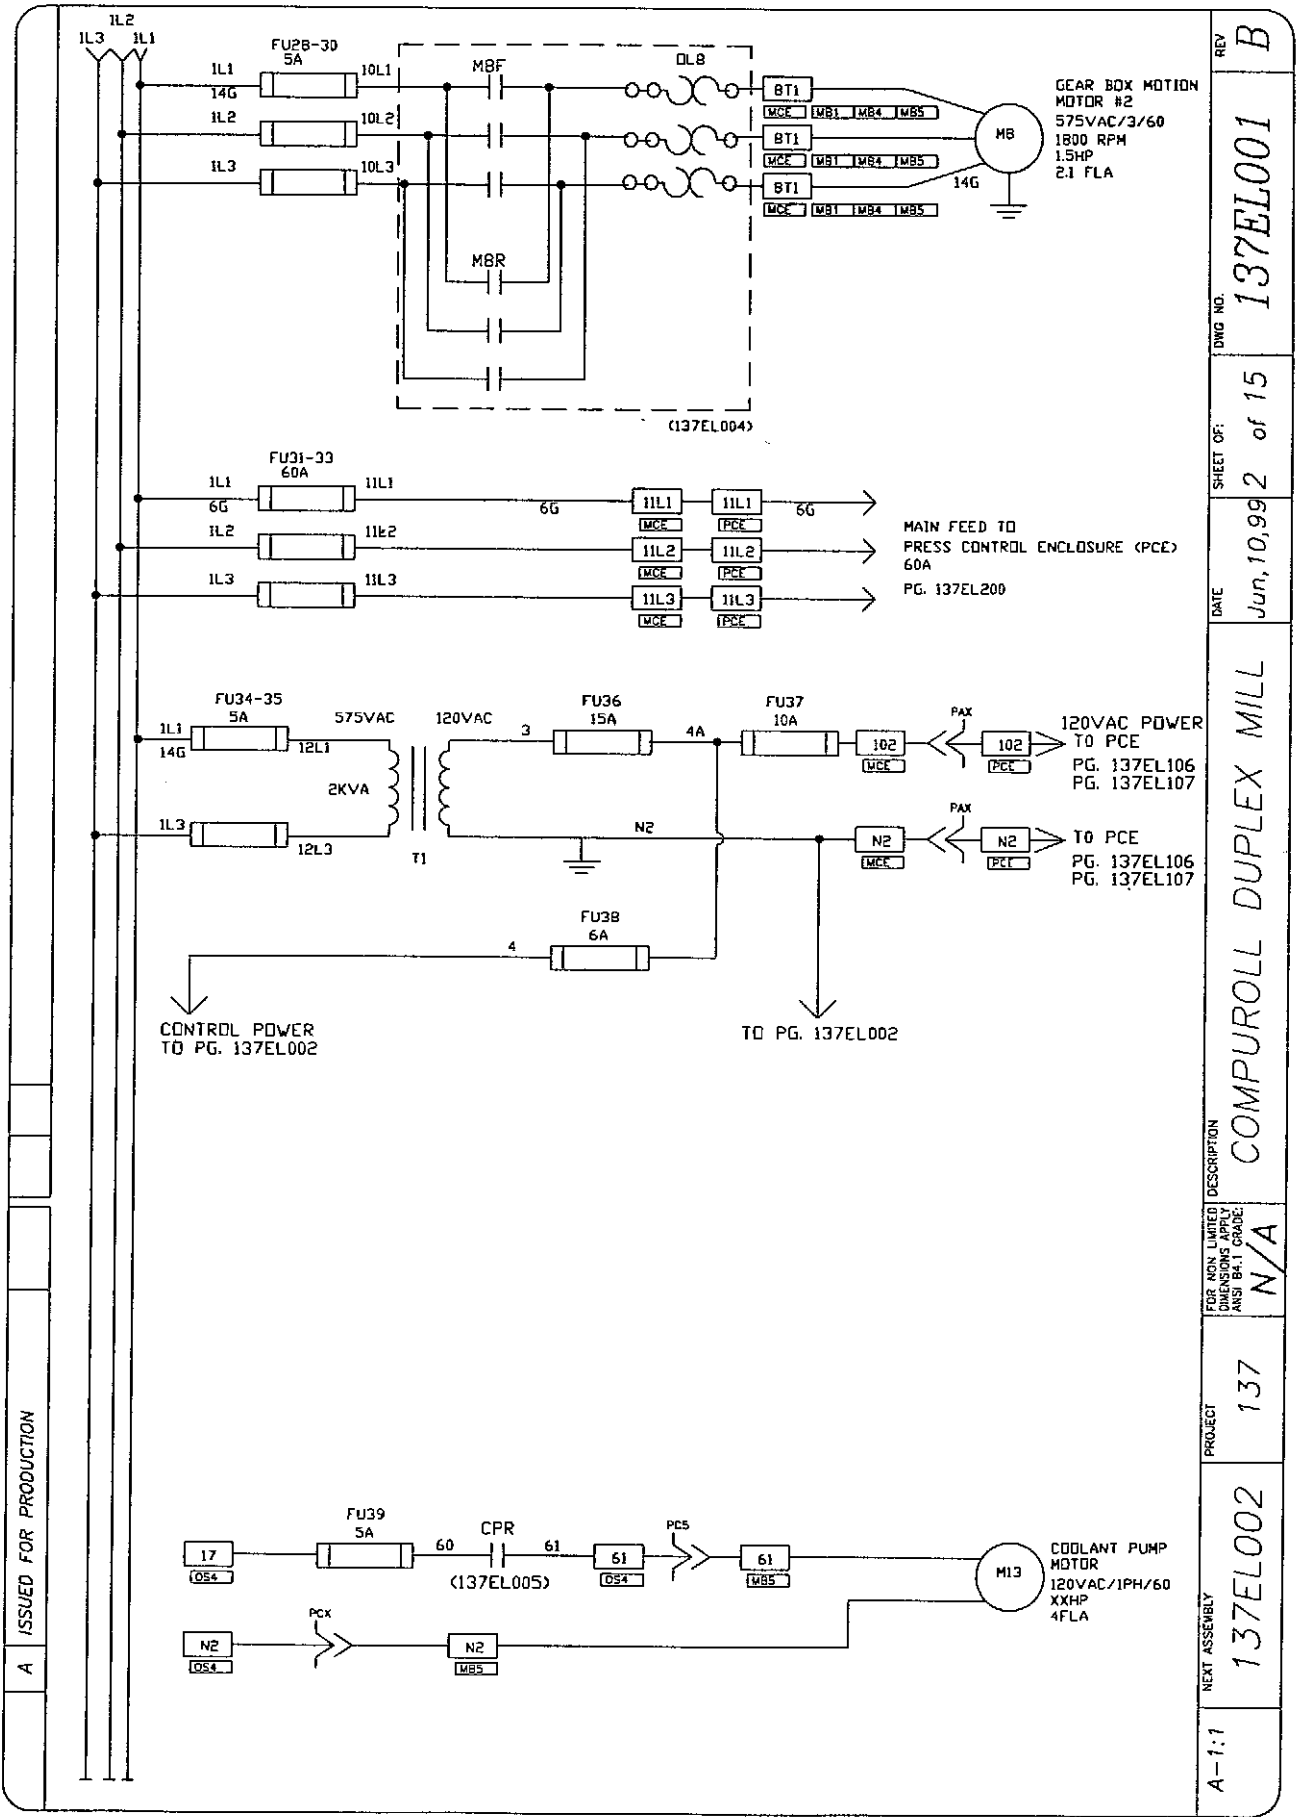 1L2
1L3 1L1
FU28-30
5A
1L1 10L1
14G
1L2 10L2
1L3 10L3
M8F
OL8
M8R
(137EL004)
BT1
MCE MB1 MB4 MB5
BT1
MCE MB1 MB4 MB5
BT1
MCE MB1 MB4 MB5
14G
M8
GEAR BOX MOTION
MOTOR #2
575VAC/3/60
1800 RPM
1.5HP
2.1 FLA
FU31-33
60A
1L1 11L1
6G 6G 11L1 11L1 6G
MCE PCE
1L2 11L2 11L2 11L2
MCE PCE
1L3 11L3 11L3 11L3
MCE PCE
MAIN FEED TO
PRESS CONTROL ENCLOSURE (PCE)
60A
PG. 137EL200
FU34-35
5A
1L1 12L1
14G
1L3 12L3
575VAC 120VAC
2KVA
T1
3
FU36
15A
4A
FU37
10A
102 PAX 102
MCE PCE
120VAC POWER
TO PCE
PG. 137EL106
PG. 137EL107
N2
N2 PAX N2
MCE PCE
TO PCE
PG. 137EL106
PG. 137EL107
FU38
6A
4
CONTROL POWER
TO PG. 137EL002
TO PG. 137EL002
17
OS4
FU39
5A
60 CPR 61
(137EL005)
61
OS4
PC5
61
MB5
M13
COOLANT PUMP
MOTOR
120VAC/1PH/60
XXHP
4FLA
N2
OS4
PCX
N2
MB5
A ISSUED FOR PRODUCTION
A-1:1
NEXT ASSEMBLY
137EL002
PROJECT
137
FOR NON LIMITED
DIMENSIONS APPLY
ANSI B4.1 GRADE:
N/A
DESCRIPTION
COMPUROLL DUPLEX MILL
DATE
Jun,10,99
SHEET OF:
2 of 15
DWG NO.
137EL001
REV
B